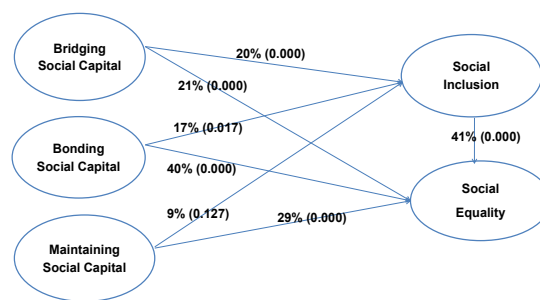 Bridging
Social Capital
20% (0.000)
Social
Inclusion
21% (0.000)
17% (0.017)
41% (0.000)
Bonding
Social Capital
40% (0.000)
Social
Equality
9% (0.127)
29% (0.000)
Maintaining
Social Capital